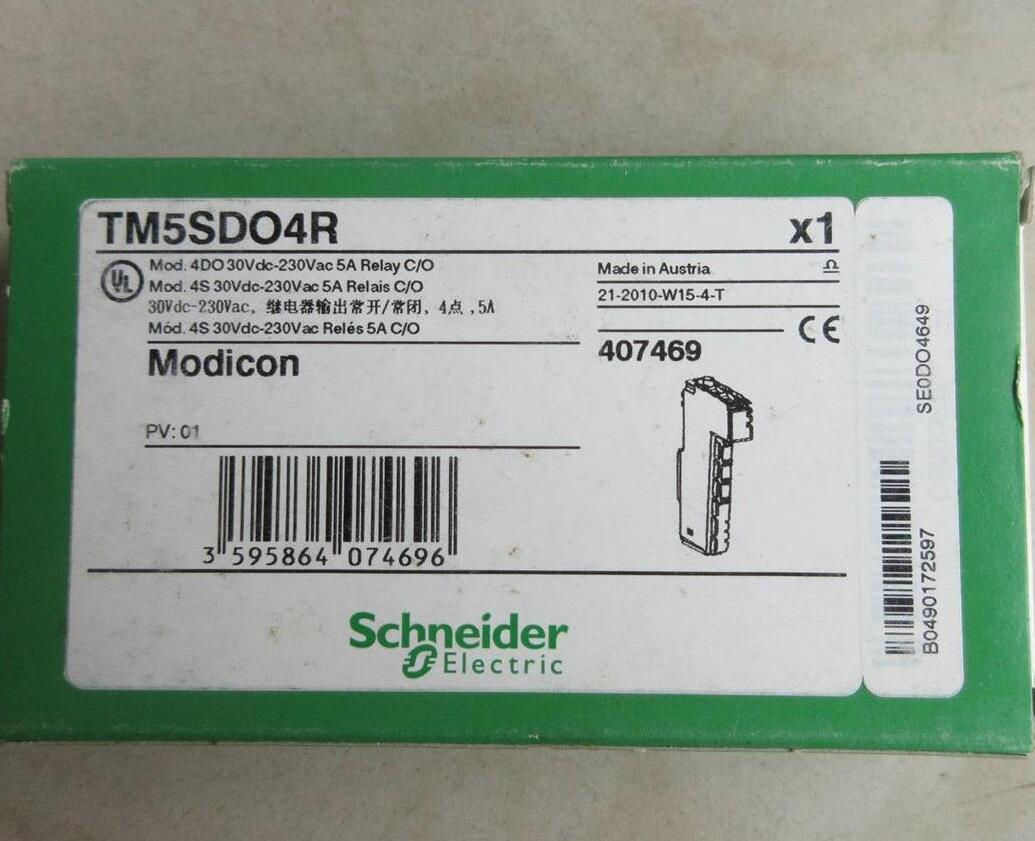 TM5SDO4R
x1
UL
Mod. 4DO 30Vdc-230Vac 5A Relay C/O
Mod. 4S 30Vdc-230Vac 5A Relais C/O
30Vdc-230Vac, 继电器输出常开/常闭, 4点 ,5A
Mód. 4S 30Vdc-230Vac Relés 5A C/O
Modicon
Made in Austria
21-2010-W15-4-T
CE
407469
PV: 01
3 595864 074696
Schneider
Electric
SE0DO4649
B0490172597